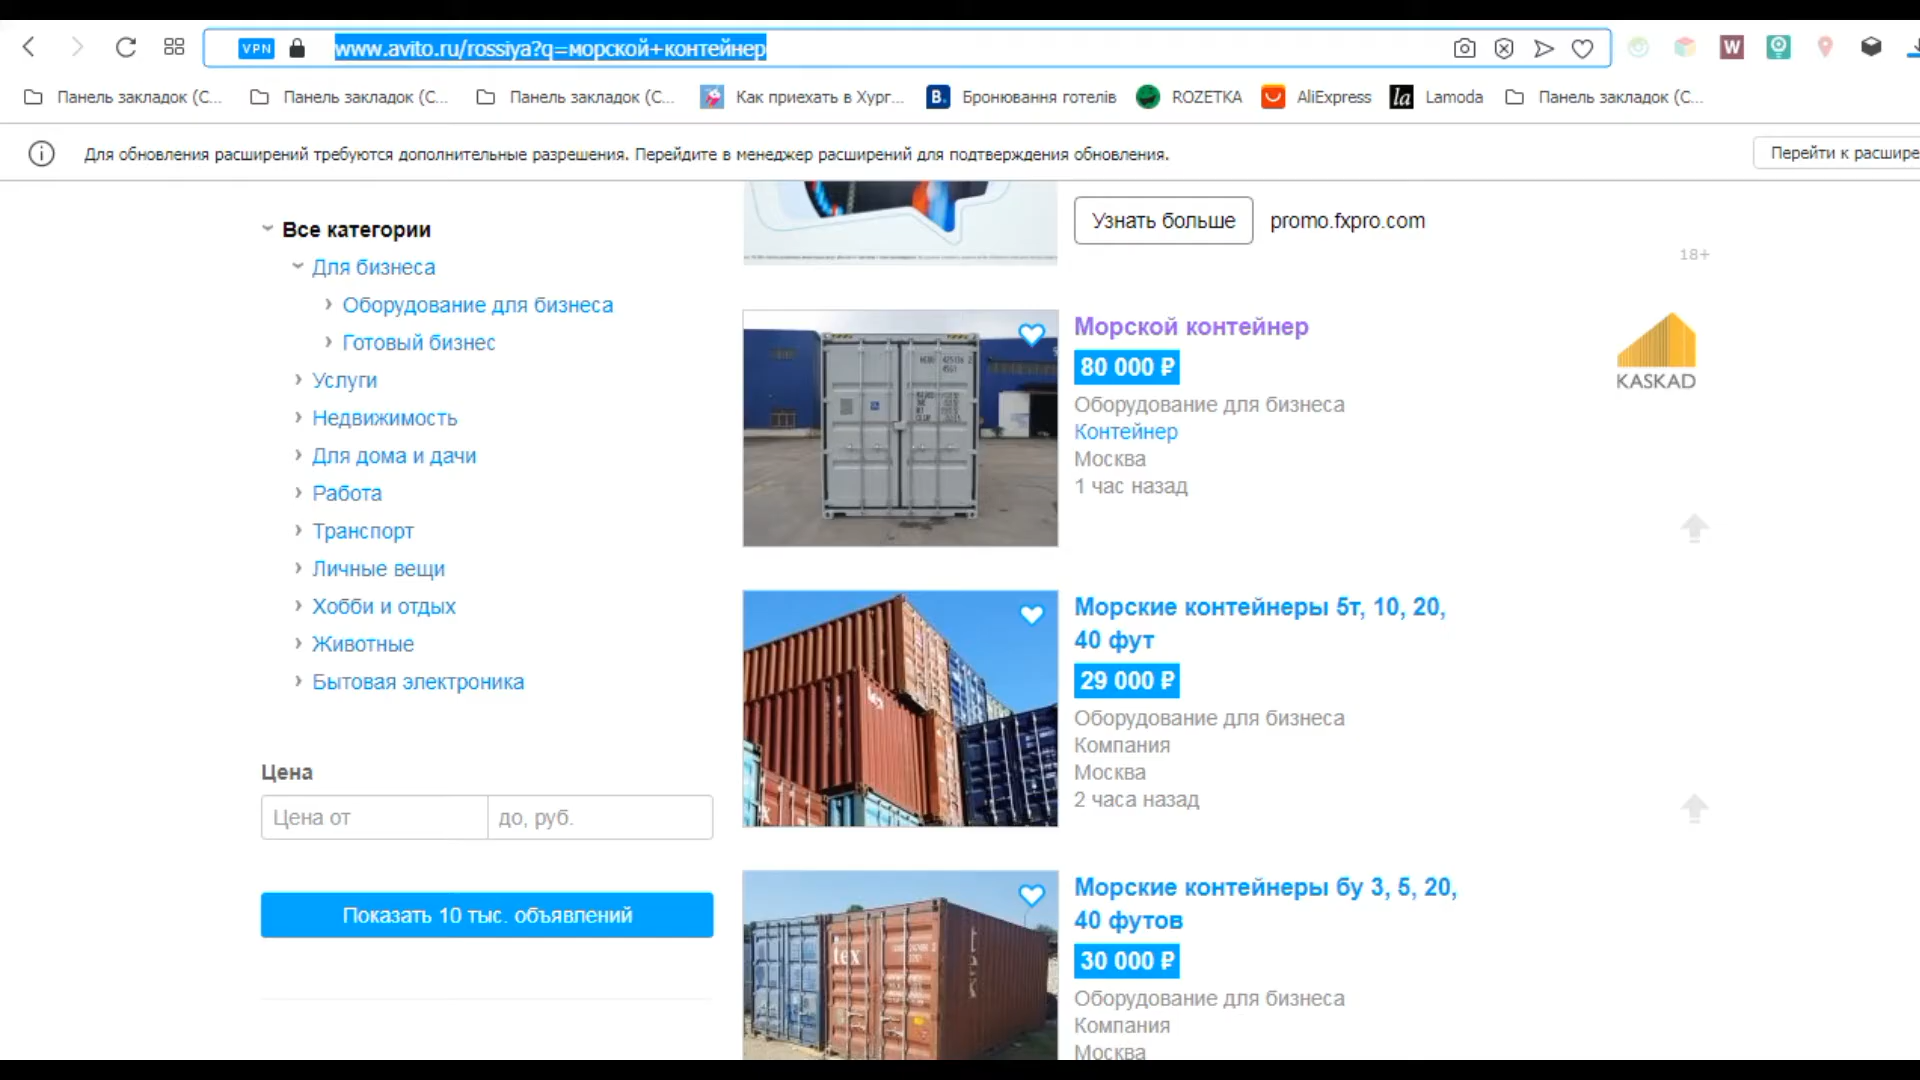 VPN
www.avito.ru/rossiya?q=морской+контейнер
W
Панель закладок (С...
Панель закладок (С...
Панель закладок (С...
Как приехать в Хург...
B.
Бронювання готелів
ROZETKA
AliExpress
la
Lamoda
Панель закладок (С...
Для обновления расширений требуются дополнительные разрешения. Перейдите в менеджер расширений для подтверждения обновления.
Перейти к расшире
Все категории
Для бизнеса
Оборудование для бизнеса
Готовый бизнес
Услуги
Недвижимость
Для дома и дачи
Работа
Транспорт
Личные вещи
Хобби и отдых
Животные
Бытовая электроника
Цена
Цена от
до, руб.
Показать 10 тыс. объявлений
Узнать больше
promo.fxpro.com
18+
Морской контейнер
80 000 ₽
Оборудование для бизнеса
Контейнер
Москва
1 час назад
KASKAD
Морские контейнеры 5т, 10, 20,
40 фут
29 000 ₽
Оборудование для бизнеса
Компания
Москва
2 часа назад
Морские контейнеры бу 3, 5, 20,
40 футов
30 000 ₽
Оборудование для бизнеса
Компания
Москва
tex